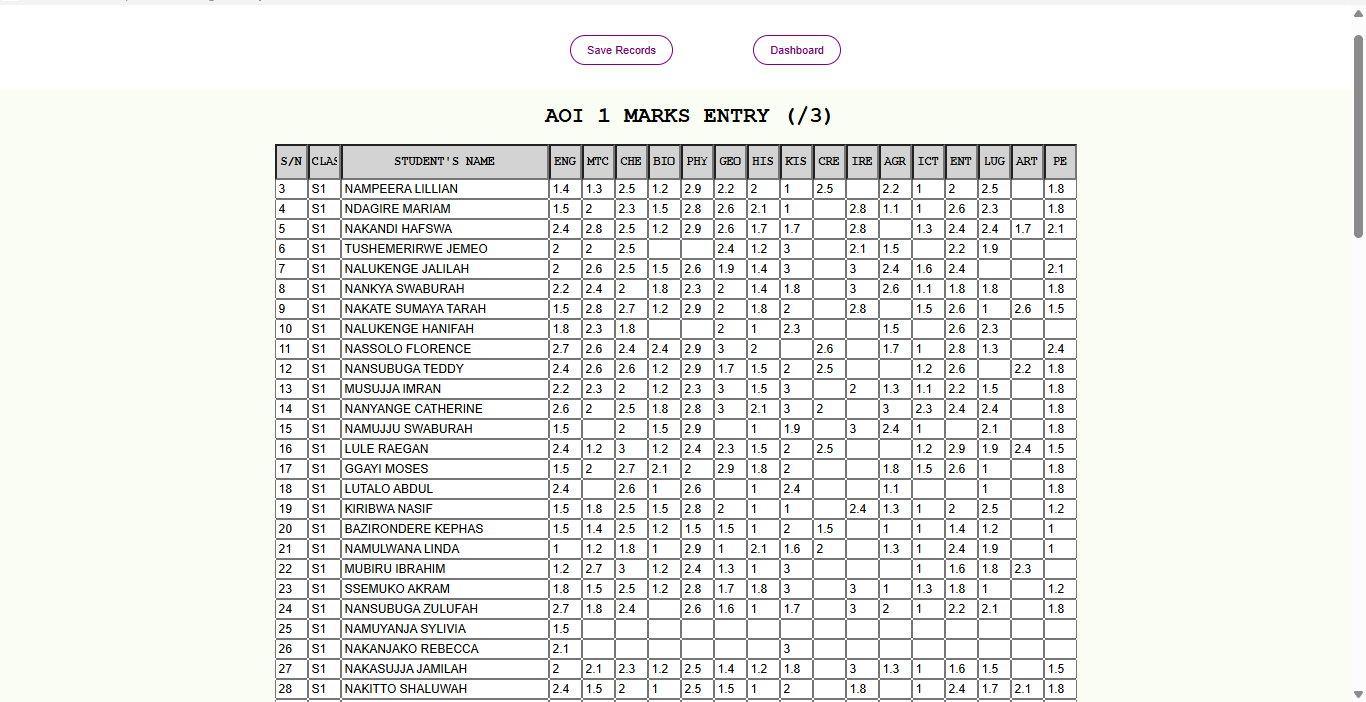 Save Records Dashboard
AOI 1 MARKS ENTRY (/3)
S/N CLAS STUDENT'S NAME ENG MTC CHE BIO PHY GEO HIS KIS CRE IRE AGR ICT ENT LUG ART PE
3 S1 NAMPEERA LILLIAN 1.4 1.3 2.5 1.2 2.9 2.2 2 1 2.5 2.2 1 2 2.5 1.8
4 S1 NDAGIRE MARIAM 1.5 2 2.3 1.5 2.8 2.6 2.1 1 2.8 1.1 1 2.6 2.3 1.8
5 S1 NAKANDI HAFSWA 2.4 2.8 2.5 1.2 2.9 2.6 1.7 1.7 2.8 1.3 2.4 2.4 1.7 2.1
6 S1 TUSHEMERIRWE JEMEO 2 2 2.5 2.4 1.2 3 2.1 1.5 2.2 1.9
7 S1 NALUKENGE JALILAH 2 2.6 2.5 1.5 2.6 1.9 1.4 3 3 2.4 1.6 2.4 2.1
8 S1 NANKYA SWABURAH 2.2 2.4 2 1.8 2.3 2 1.4 1.8 3 2.6 1.1 1.8 1.8 1.8
9 S1 NAKATE SUMAYA TARAH 1.5 2.8 2.7 1.2 2.9 2 1.8 2 2.8 1.5 2.6 1 2.6 1.5
10 S1 NALUKENGE HANIFAH 1.8 2.3 1.8 2 1 2.3 1.5 2.6 2.3
11 S1 NASSOLO FLORENCE 2.7 2.6 2.4 2.4 2.9 3 2 2.6 1.7 1 2.8 1.3 2.4
12 S1 NANSUBUGA TEDDY 2.4 2.6 2.6 1.2 2.9 1.7 1.5 2 2.5 1.2 2.6 2.2 1.8
13 S1 MUSUJJA IMRAN 2.2 2.3 2 1.2 2.3 3 1.5 3 2 1.3 1.1 2.2 1.5 1.8
14 S1 NANYANGE CATHERINE 2.6 2 2.5 1.8 2.8 3 2.1 3 2 3 2.3 2.4 2.4 1.8
15 S1 NAMUJJU SWABURAH 1.5 2 1.5 2.9 1 1.9 3 2.4 1 2.1 1.8
16 S1 LULE RAEGAN 2.4 1.2 3 1.2 2.4 2.3 1.5 2 2.5 1.2 2.9 1.9 2.4 1.5
17 S1 GGAYI MOSES 1.5 2 2.7 2.1 2 2.9 1.8 2 1.8 1.5 2.6 1 1.8
18 S1 LUTALO ABDUL 2.4 2.6 1 2.6 1 2.4 1.1 1 1.8
19 S1 KIRIBWA NASIF 1.5 1.8 2.5 1.5 2.8 2 1 1 2.4 1.3 1 2 2.5 1.2
20 S1 BAZIRONDERE KEPHAS 1.5 1.4 2.5 1.2 1.5 1.5 1 2 1.5 1 1 1.4 1.2 1
21 S1 NAMULWANA LINDA 1 1.2 1.8 1 2.9 1 2.1 1.6 2 1.3 1 2.4 1.9 1
22 S1 MUBIRU IBRAHIM 1.2 2.7 3 1.2 2.4 1.3 1 3 1 1.6 1.8 2.3
23 S1 SSEMUKO AKRAM 1.8 1.5 2.5 1.2 2.8 1.7 1.8 3 3 1 1.3 1.8 1 1.2
24 S1 NANSUBUGA ZULUFAH 2.7 1.8 2.4 2.6 1.6 1 1.7 3 2 1 2.2 2.1 1.8
25 S1 NAMUYANJA SYLIVIA 1.5
26 S1 NAKANJAKO REBECCA 2.1 3
27 S1 NAKASUJJA JAMILAH 2 2.1 2.3 1.2 2.5 1.4 1.2 1.8 3 1.3 1 1.6 1.5 1.5
28 S1 NAKITTO SHALUWAH 2.4 1.5 2 1 2.5 1.5 1 2 1.8 1 2.4 1.7 2.1 1.8